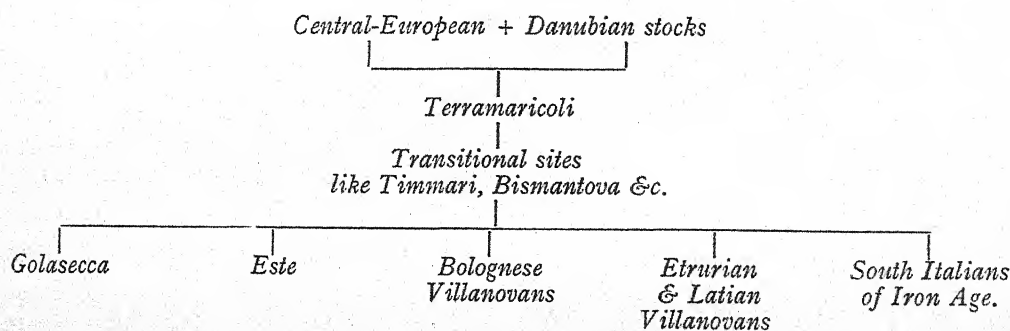 Central-European + Danubian stocks
Terramaricoli
Transitional sites
like Timmari, Bismantova &c.
Golasecca
Este
Bolognese
Villanovans
Etrurian
& Latian
Villanovans
South Italians
of Iron Age.